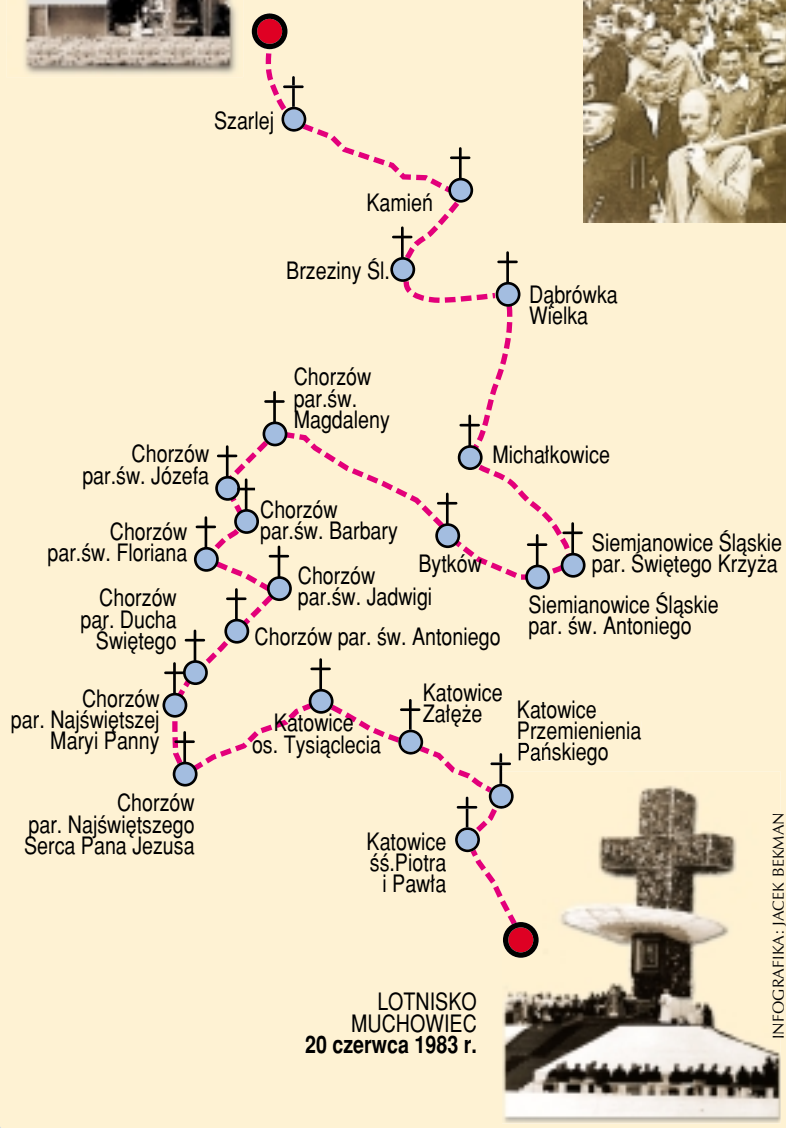 Szarlej
Kamień
Brzeziny Śl.
Dąbrówka
Wielka
Michałkowice
Siemianowice Śląskie
par. Świętego Krzyża
Siemianowice Śląskie
par. św. Antoniego
Bytków
Chorzów
par.św.
Magdaleny
Chorzów
par.św. Józefa
Chorzów
par.św. Barbary
Chorzów
par.św. Floriana
Chorzów
par.św. Jadwigi
Chorzów par. św. Antoniego
Chorzów
par. Ducha
Świętego
Chorzów
par. Najświętszej
Maryi Panny
Chorzów
par. Najświętszego
Serca Pana Jezusa
Katowice
os. Tysiąclecia
Katowice
Załęże
Katowice
Przemienienia
Pańskiego
Katowice
śś.Piotra
i Pawła
LOTNISKO
MUCHOWIEC
20 czerwca 1983 r.
INFOGRAFIKA: JACEK BEKMAN